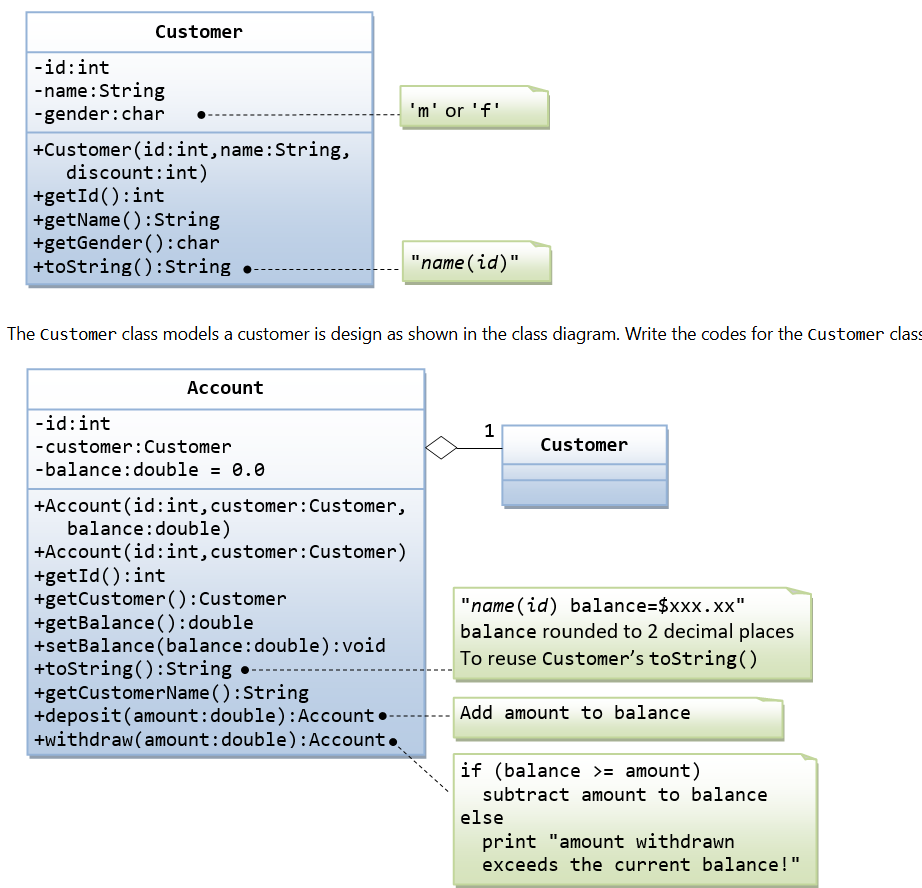 Customer
-id:int
-name:String
-gender:char
'm' or 'f'
+Customer(id:int,name:String,
discount:int)
+getId():int
+getName():String
+getGender():char
+toString():String
"name(id)"
The Customer class models a customer is design as shown in the class diagram. Write the codes for the Customer class
Account
-id:int
-customer:Customer
-balance:double = 0.0
1
Customer
+Account(id:int,customer:Customer,
balance:double)
+Account(id:int,customer:Customer)
+getId():int
+getCustomer():Customer
+getBalance():double
+setBalance(balance:double):void
+toString():String
+getCustomerName():String
+deposit(amount:double):Account
+withdraw(amount:double):Account
"name(id) balance=$xxx.xx"
balance rounded to 2 decimal places
To reuse Customer's toString()
Add amount to balance
if (balance >= amount)
subtract amount to balance
else
print "amount withdrawn
exceeds the current balance!"